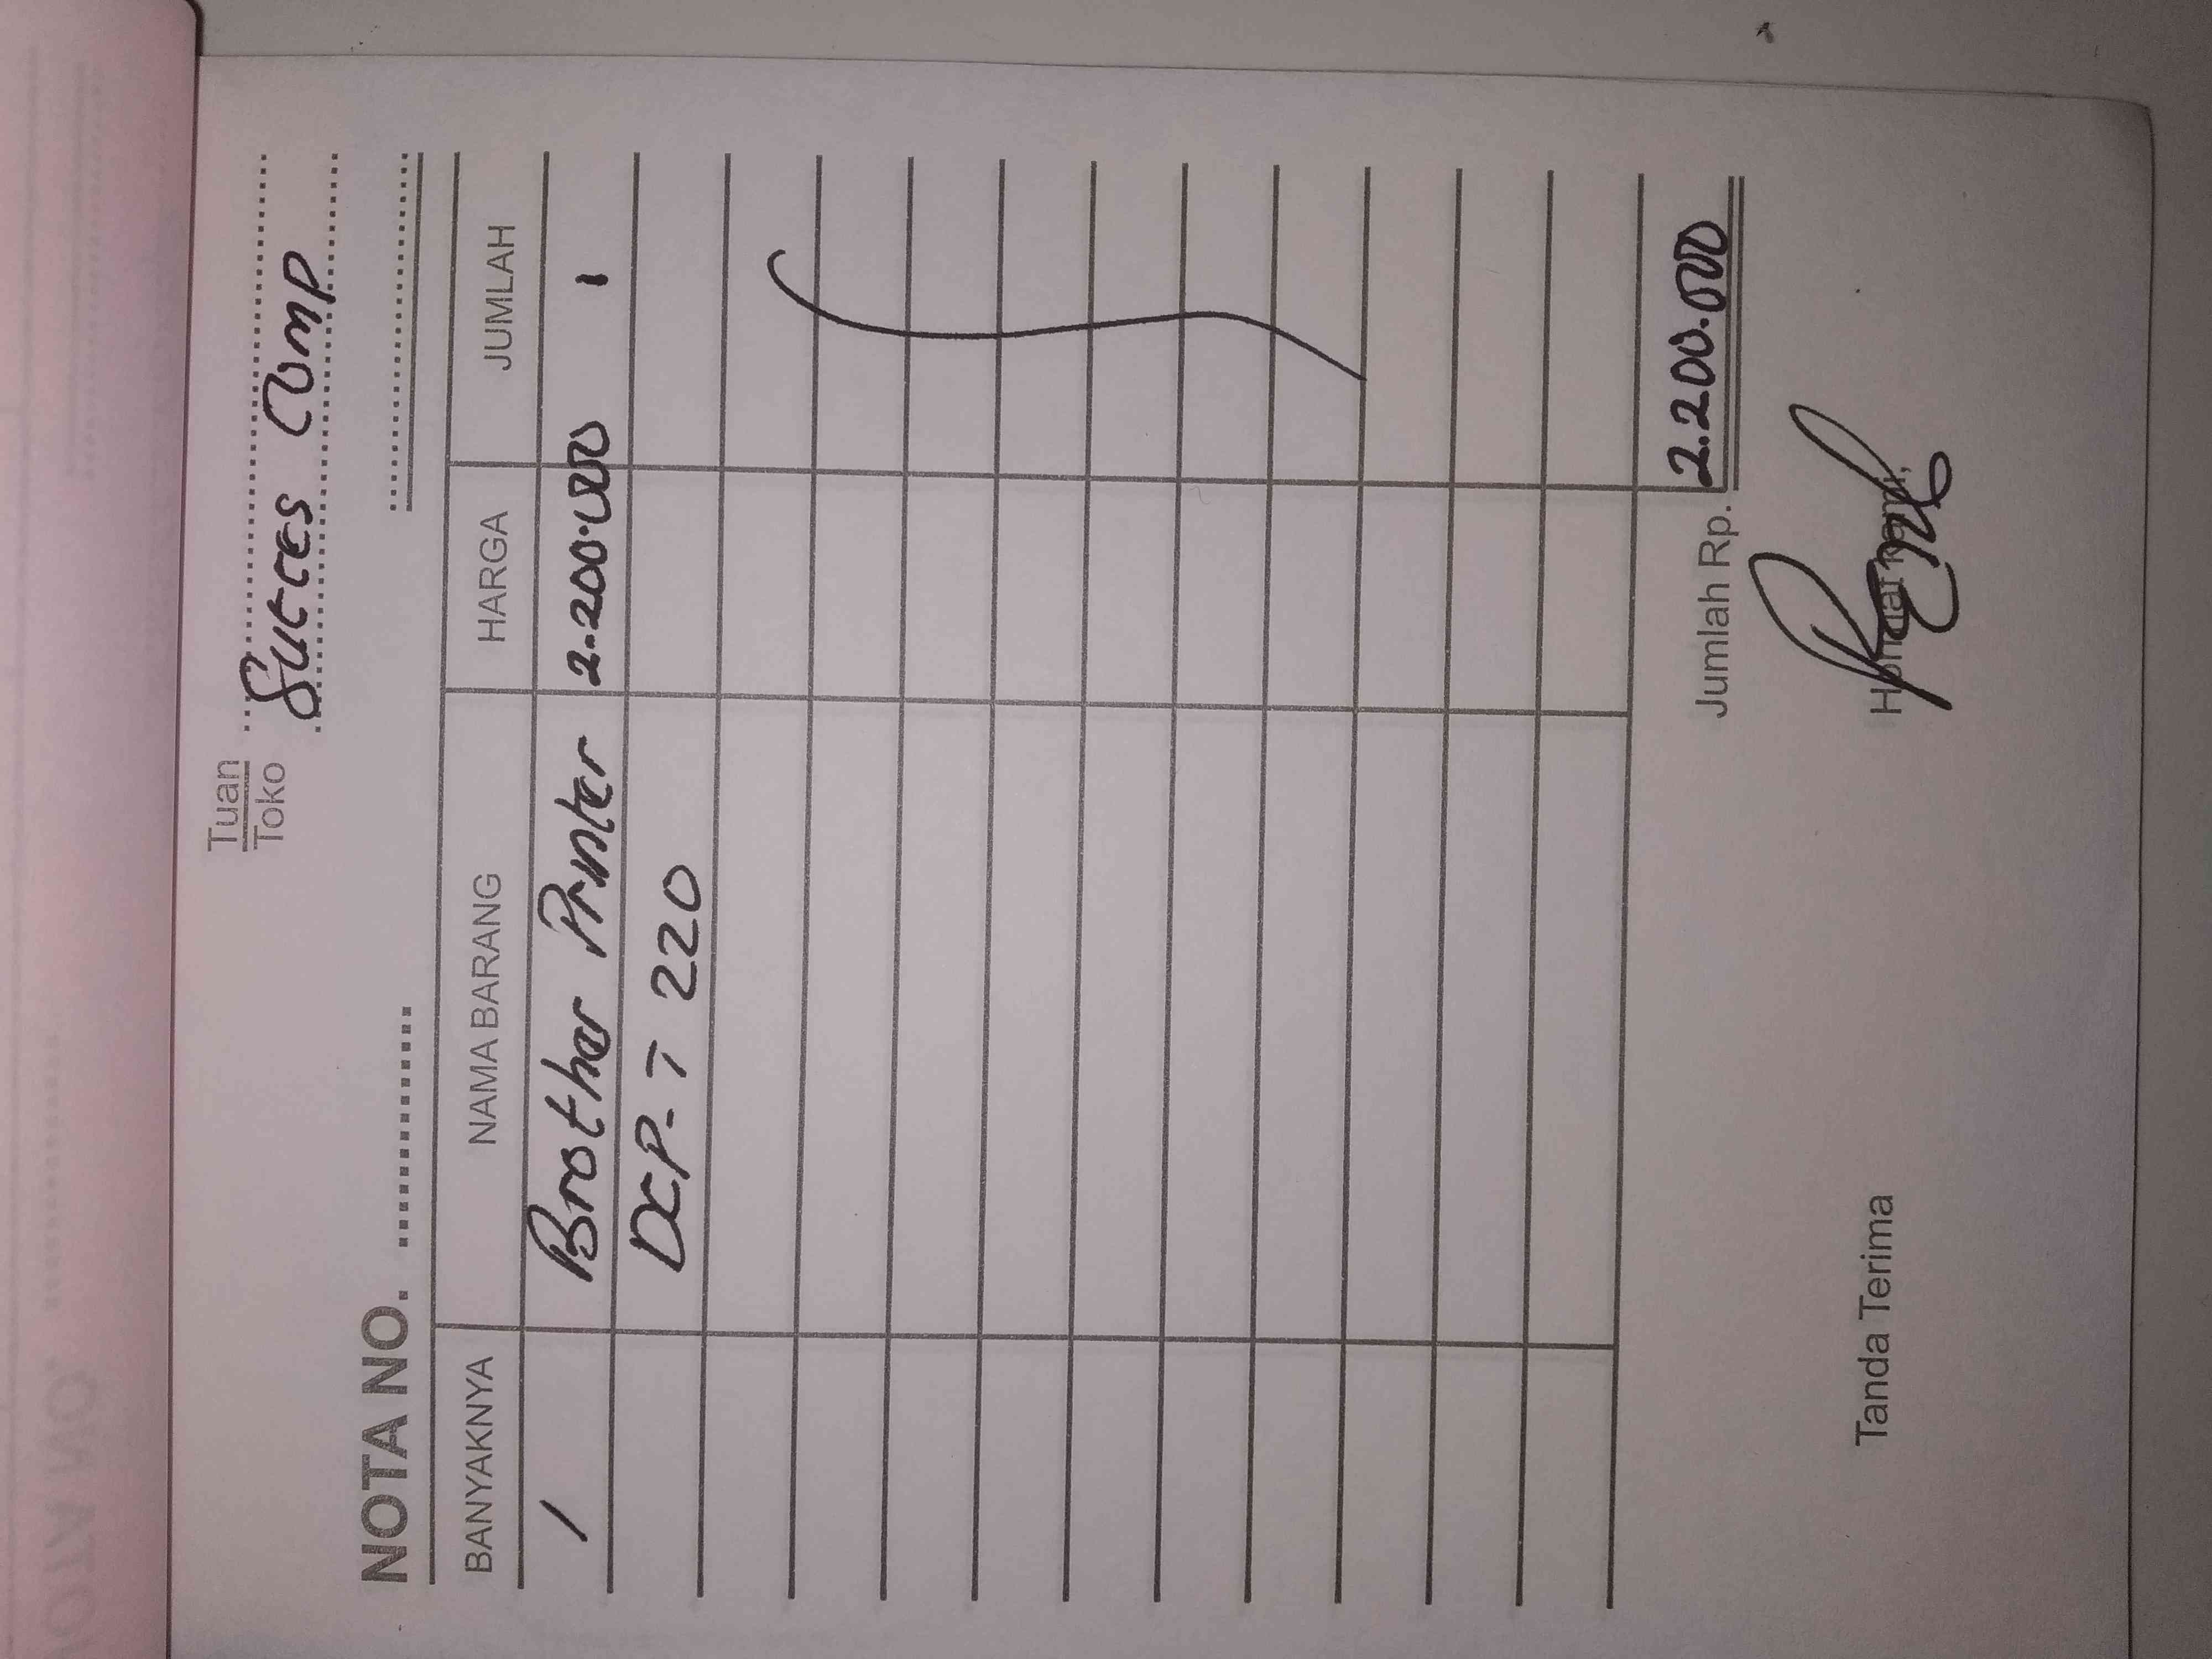 Tuan
Toko Succes Comp
NOTA NO.
BANYAKNYA NAMA BARANG HARGA JUMLAH
1 Brother Printer 2.200.000 1
DCP-T 220
Jumlah Rp. 2.200.000
Tanda Terima Hormat Kami,